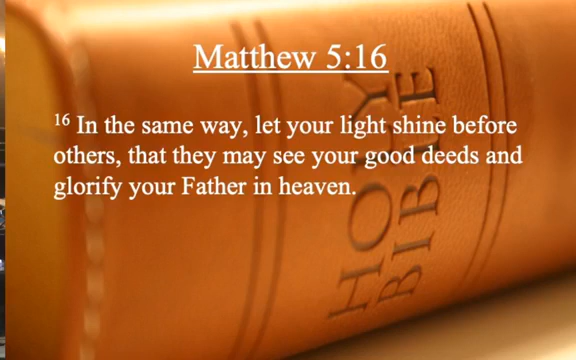 Matthew 5:16
16 In the same way, let your light shine before
others, that they may see your good deeds and
glorify your Father in heaven.
HOLY
BIBLE